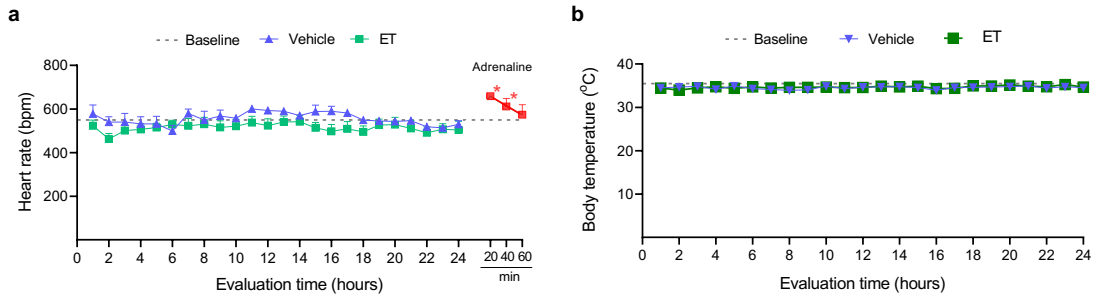 a
Baseline Vehicle ET
Heart rate (bpm)
800
600
400
200
0 2 4 6 8 10 12 14 16 18 20 22 24
Evaluation time (hours)
Adrenaline
* *
20 40 60
min
b
Baseline Vehicle ET
Body temperature (ºC)
40
30
20
10
0 2 4 6 8 10 12 14 16 18 20 22 24
Evaluation time (hours)